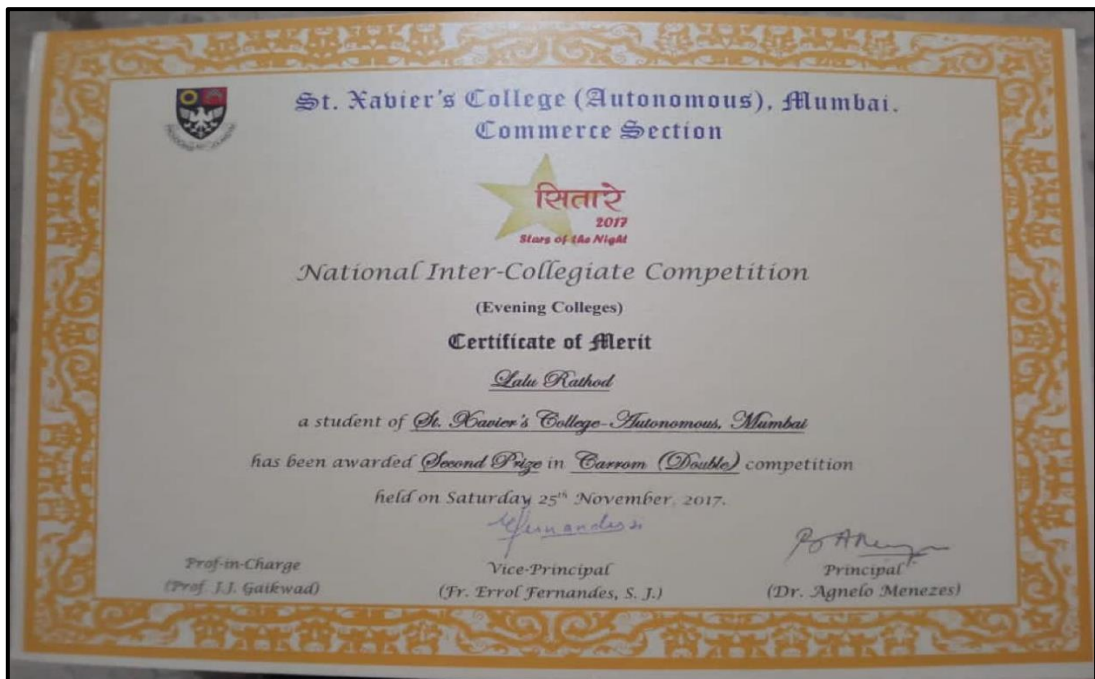 St. Xavier's College (Autonomous), Mumbai.
Commerce Section
सितारे
2017
Stars of the Night
National Inter-Collegiate Competition
(Evening Colleges)
Certificate of Merit
Lalu Rathod
a student of St. Xavier's College-Autonomous, Mumbai
has been awarded Second Prize in Carrom (Double) competition
held on Saturday 25th November, 2017.
Prof-in-Charge
(Prof. J.J. Gaikwad)
Vice-Principal
(Fr. Errol Fernandes, S. J.)
Principal
(Dr. Agnelo Menezes)